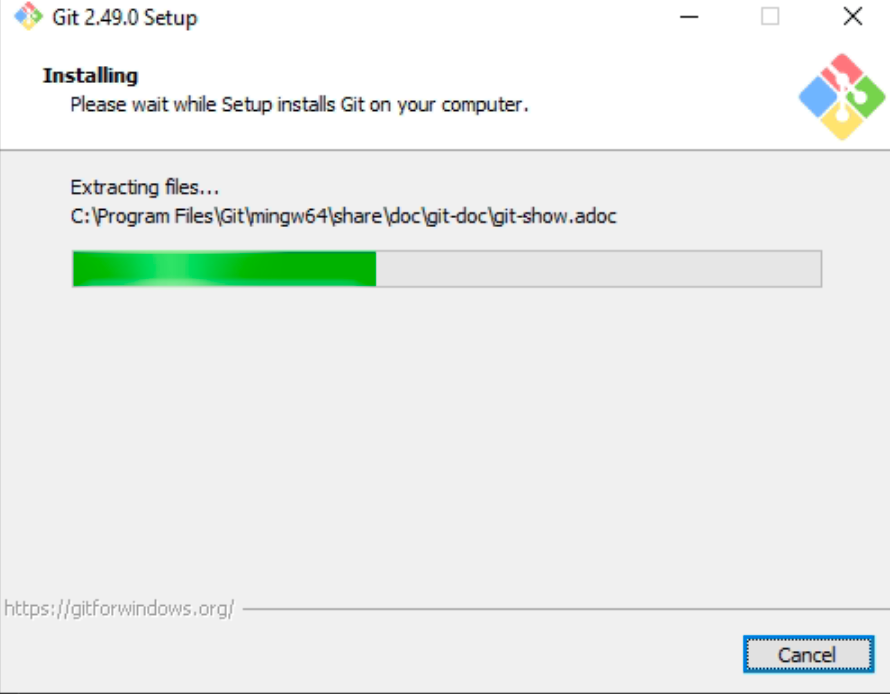 Git 2.49.0 Setup
Installing
Please wait while Setup installs Git on your computer.
Extracting files...
C:\Program Files\Git\mingw64\share\doc\git-doc\git-show.adoc
https://gitforwindows.org/
Cancel